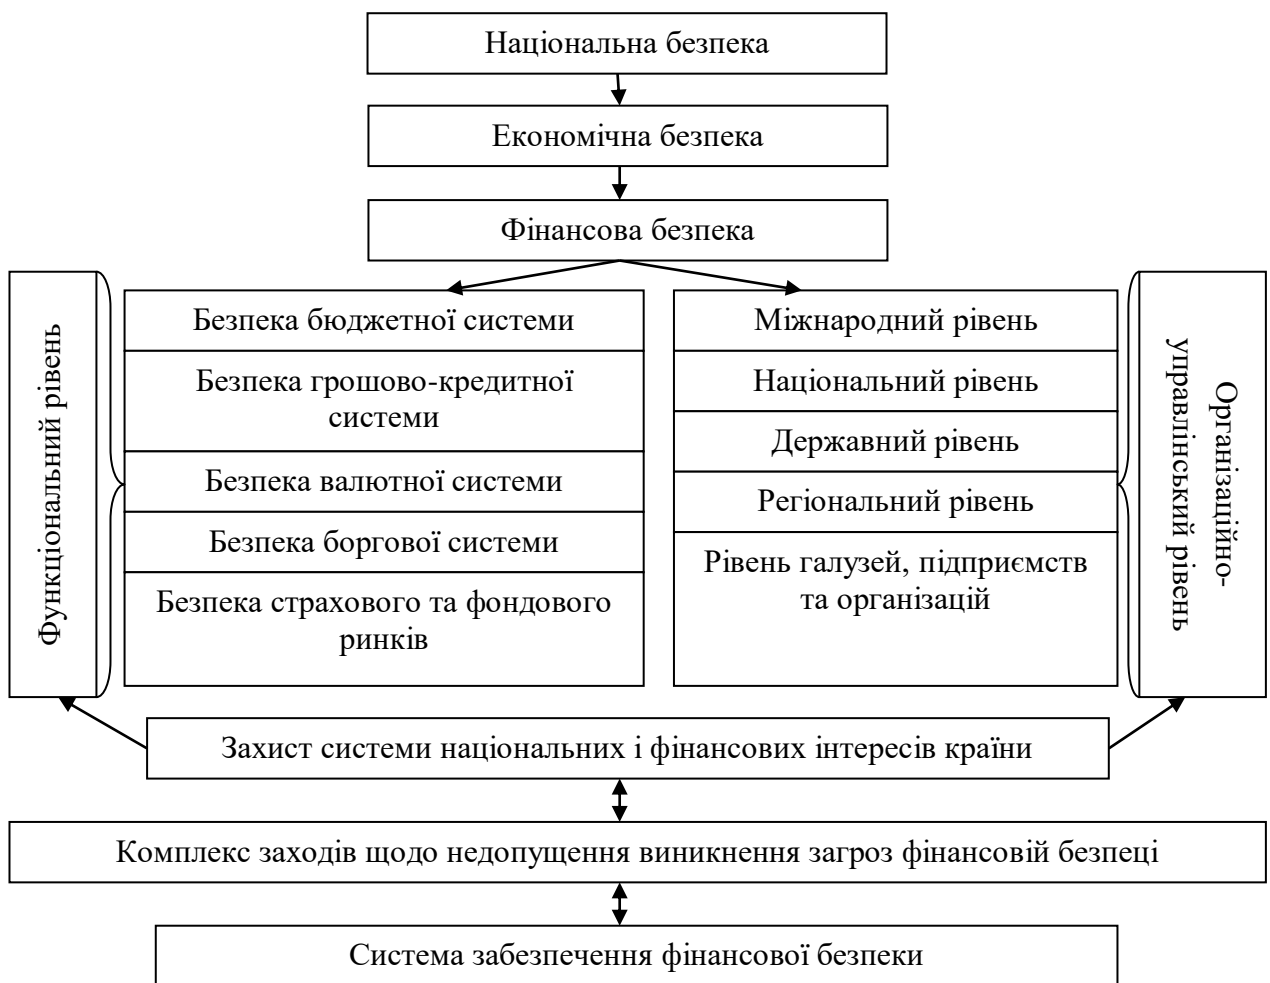 Національна безпека
Економічна безпека
Фінансова безпека
Функціональний рівень
Безпека бюджетної системи
Безпека грошово-кредитної
системи
Безпека валютної системи
Безпека боргової системи
Безпека страхового та фондового
ринків
Міжнародний рівень
Національний рівень
Державний рівень
Регіональний рівень
Рівень галузей, підприємств
та організацій
Організаційно-
управлінський рівень
Захист системи національних і фінансових інтересів країни
Комплекс заходів щодо недопущення виникнення загроз фінансовій безпеці
Система забезпечення фінансової безпеки